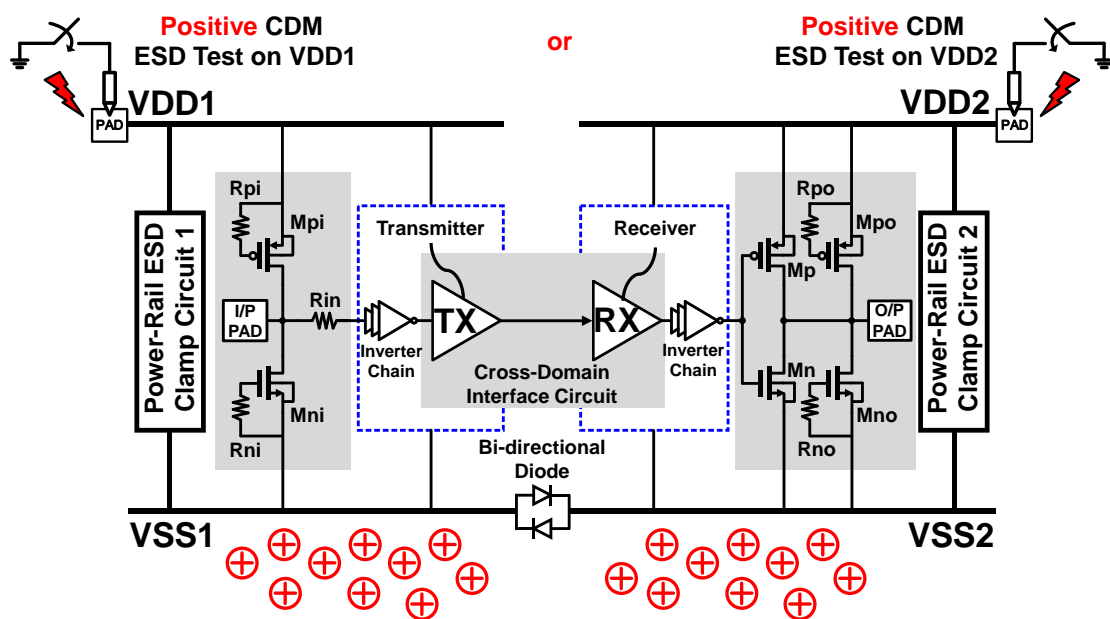 Positive CDM
ESD Test on VDD1
or
Positive CDM
ESD Test on VDD2
PAD
VDD1
VDD2
PAD
Power-Rail ESD
Clamp Circuit 1
Rpi
Mpi
I/P
PAD
Rin
Mni
Rni
Transmitter
Receiver
TX
RX
Inverter
Chain
Cross-Domain
Interface Circuit
Inverter
Chain
Rpo
Mpo
Mp
O/P
PAD
Mn
Mno
Rno
Power-Rail ESD
Clamp Circuit 2
Bi-directional
Diode
VSS1
VSS2